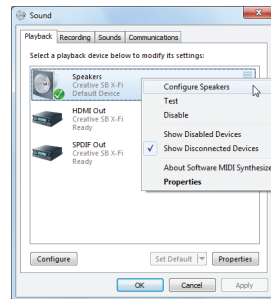 Sound
Playback Recording Sounds Communications
Select a playback device below to modify its settings:
Speakers
Creative SB X-Fi
Default Device
HDMI Out
Creative SB X-Fi
Ready
SPDIF Out
Creative SB X-Fi
Ready
Configure Speakers
Test
Disable
Show Disabled Devices
Show Disconnected Devices
About Software MIDI Synthesize
Properties
Configure Set Default Properties
OK Cancel Apply